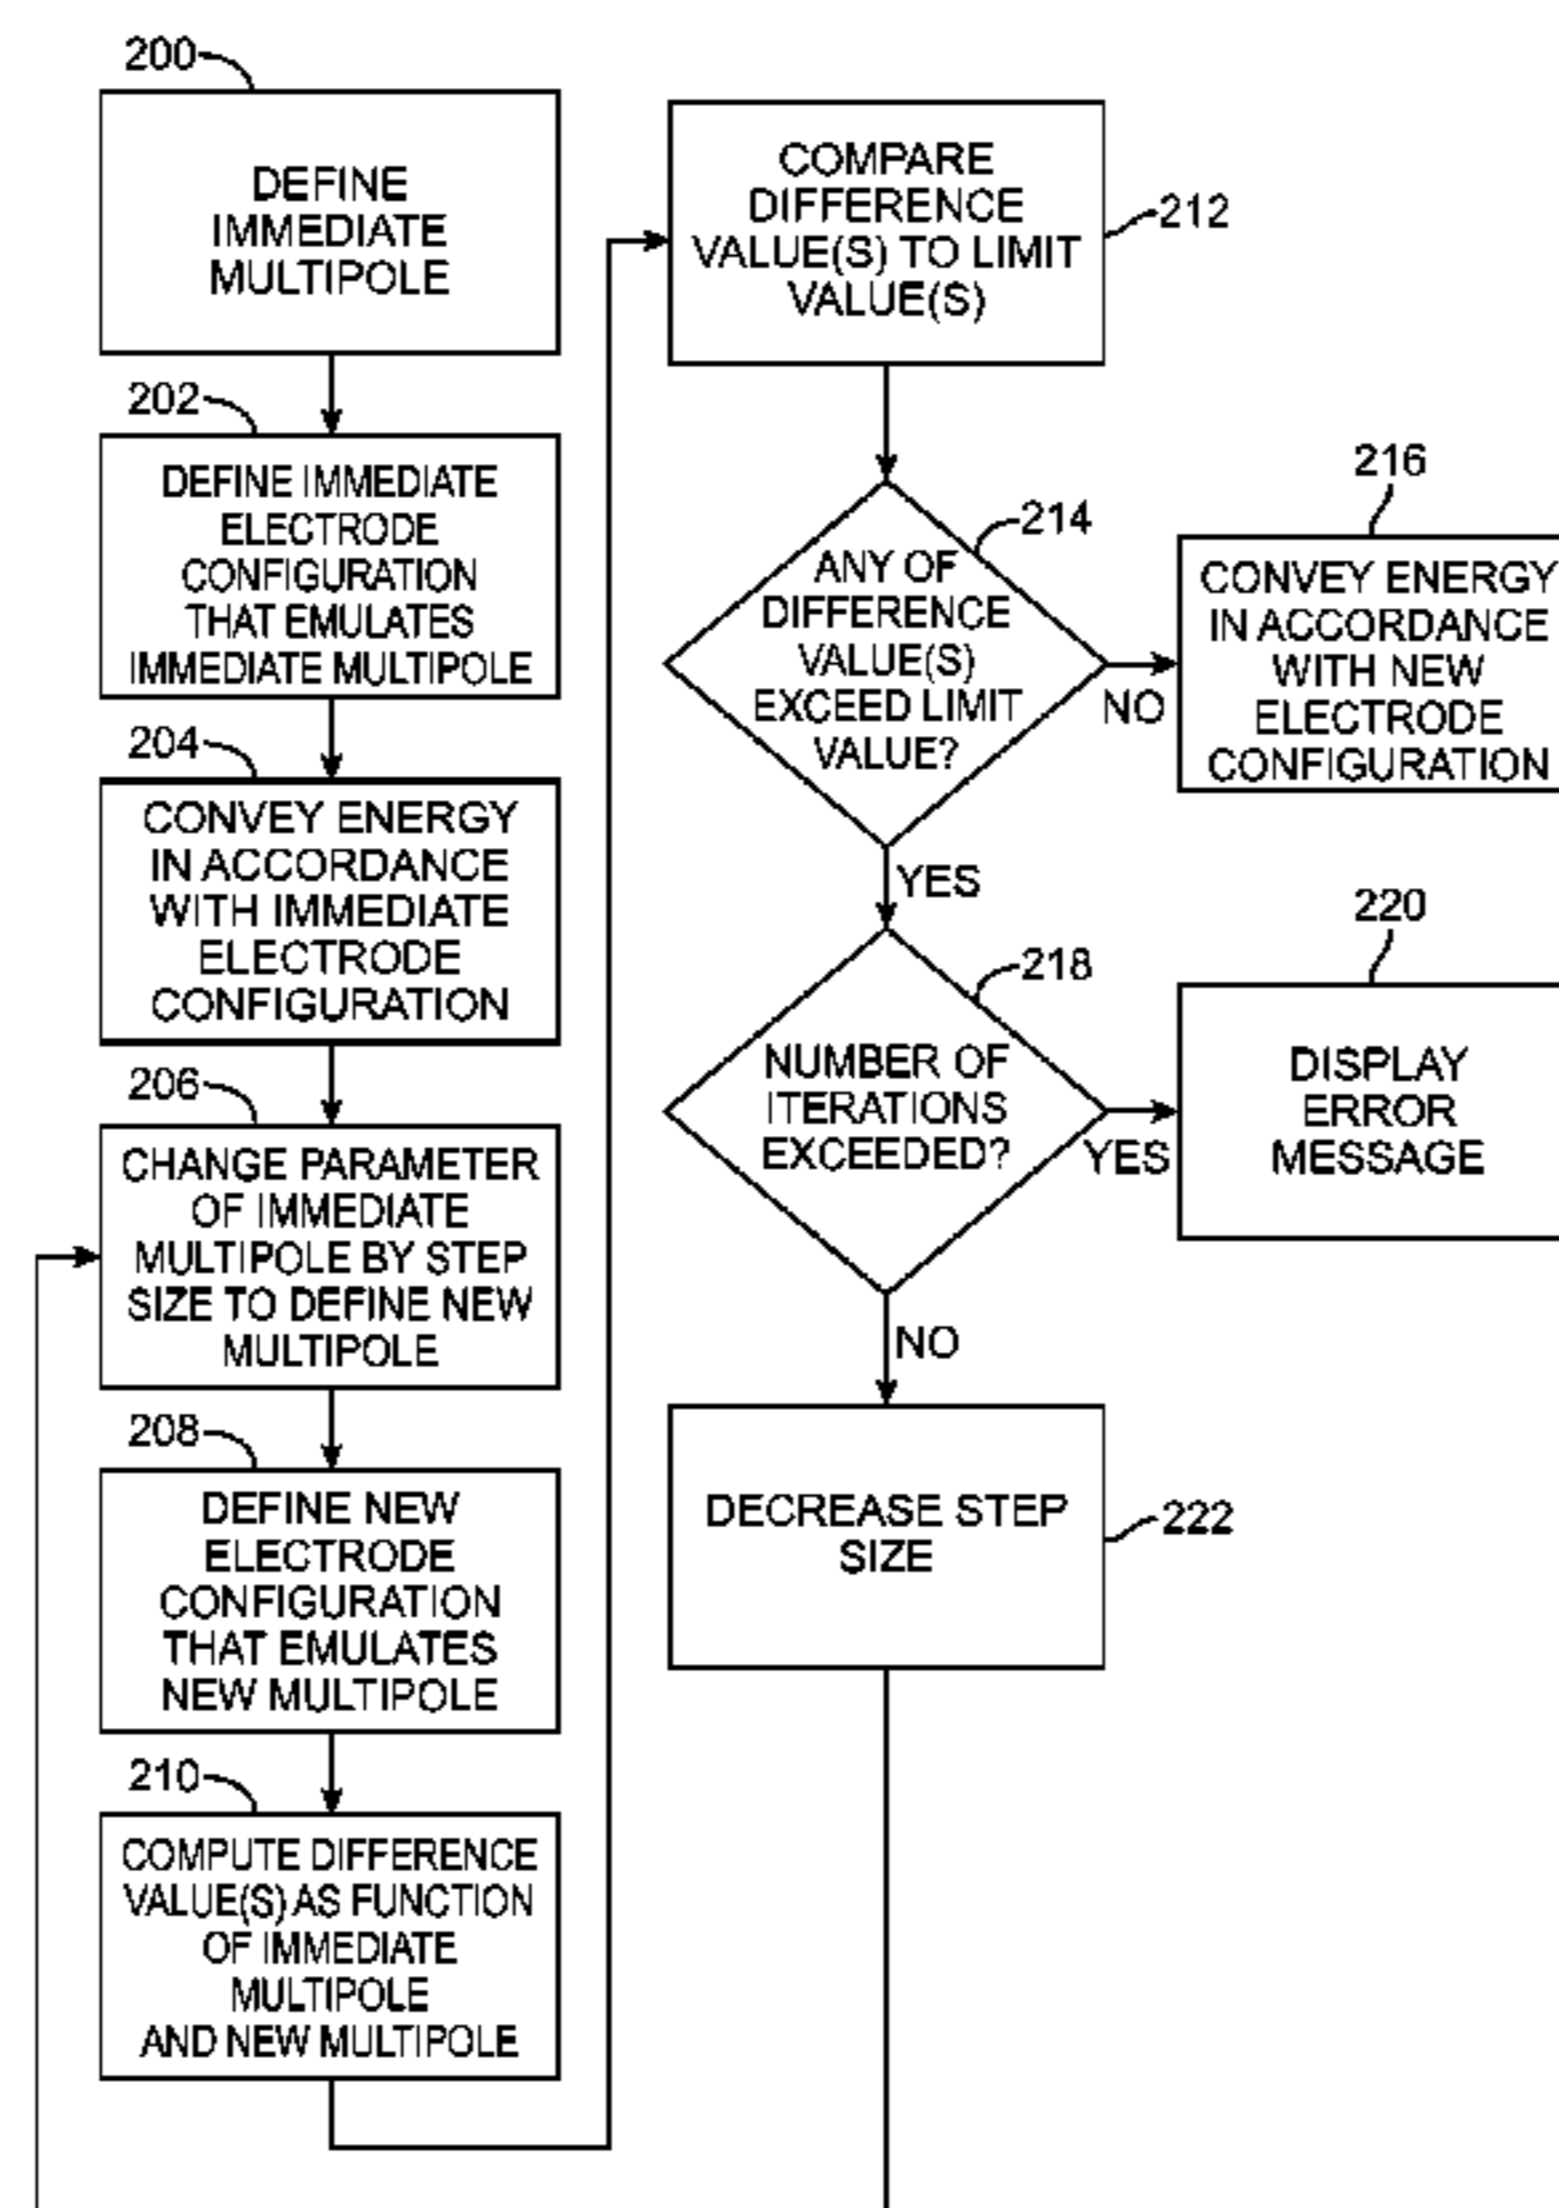 200
DEFINE
IMMEDIATE
MULTIPOLE
202
DEFINE IMMEDIATE
ELECTRODE
CONFIGURATION
THAT EMULATES
IMMEDIATE MULTIPOLE
204
CONVEY ENERGY
IN ACCORDANCE
WITH IMMEDIATE
ELECTRODE
CONFIGURATION
206
CHANGE PARAMETER
OF IMMEDIATE
MULTIPOLE BY STEP
SIZE TO DEFINE NEW
MULTIPOLE
208
DEFINE NEW
ELECTRODE
CONFIGURATION
THAT EMULATES
NEW MULTIPOLE
210
COMPUTE DIFFERENCE
VALUE(S) AS FUNCTION
OF IMMEDIATE
MULTIPOLE
AND NEW MULTIPOLE
COMPARE
DIFFERENCE
VALUE(S) TO LIMIT
VALUE(S)
212
214
ANY OF
DIFFERENCE
VALUE(S)
EXCEED LIMIT
VALUE?
NO
216
CONVEY ENERGY
IN ACCORDANCE
WITH NEW
ELECTRODE
CONFIGURATION
YES
218
NUMBER OF
ITERATIONS
EXCEEDED?
YES
220
DISPLAY
ERROR
MESSAGE
NO
DECREASE STEP
SIZE
222